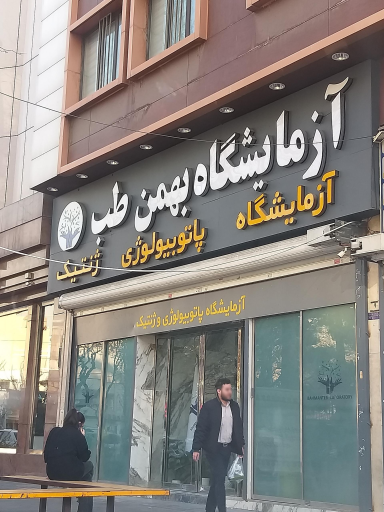 آزمایشگاه بهمن طب
آزمایشگاه پاتوبیولوژی ژنتیک
آزمایشگاه پاتوبیولوژی و ژنتیک